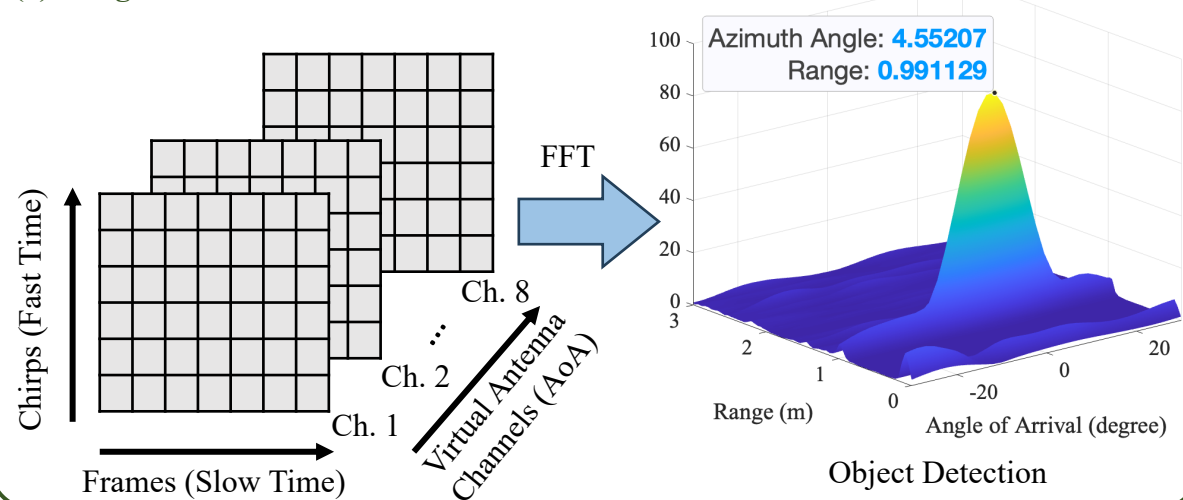 Chirps (Fast Time)
Frames (Slow Time)
Ch. 1
Ch. 2
...
Ch. 8
Virtual Antenna
Channels (AoA)
FFT
Azimuth Angle: 4.55207
Range: 0.991129
100
80
60
40
20
0
3
2
1
0
Range (m)
-20
0
20
Angle of Arrival (degree)
Object Detection